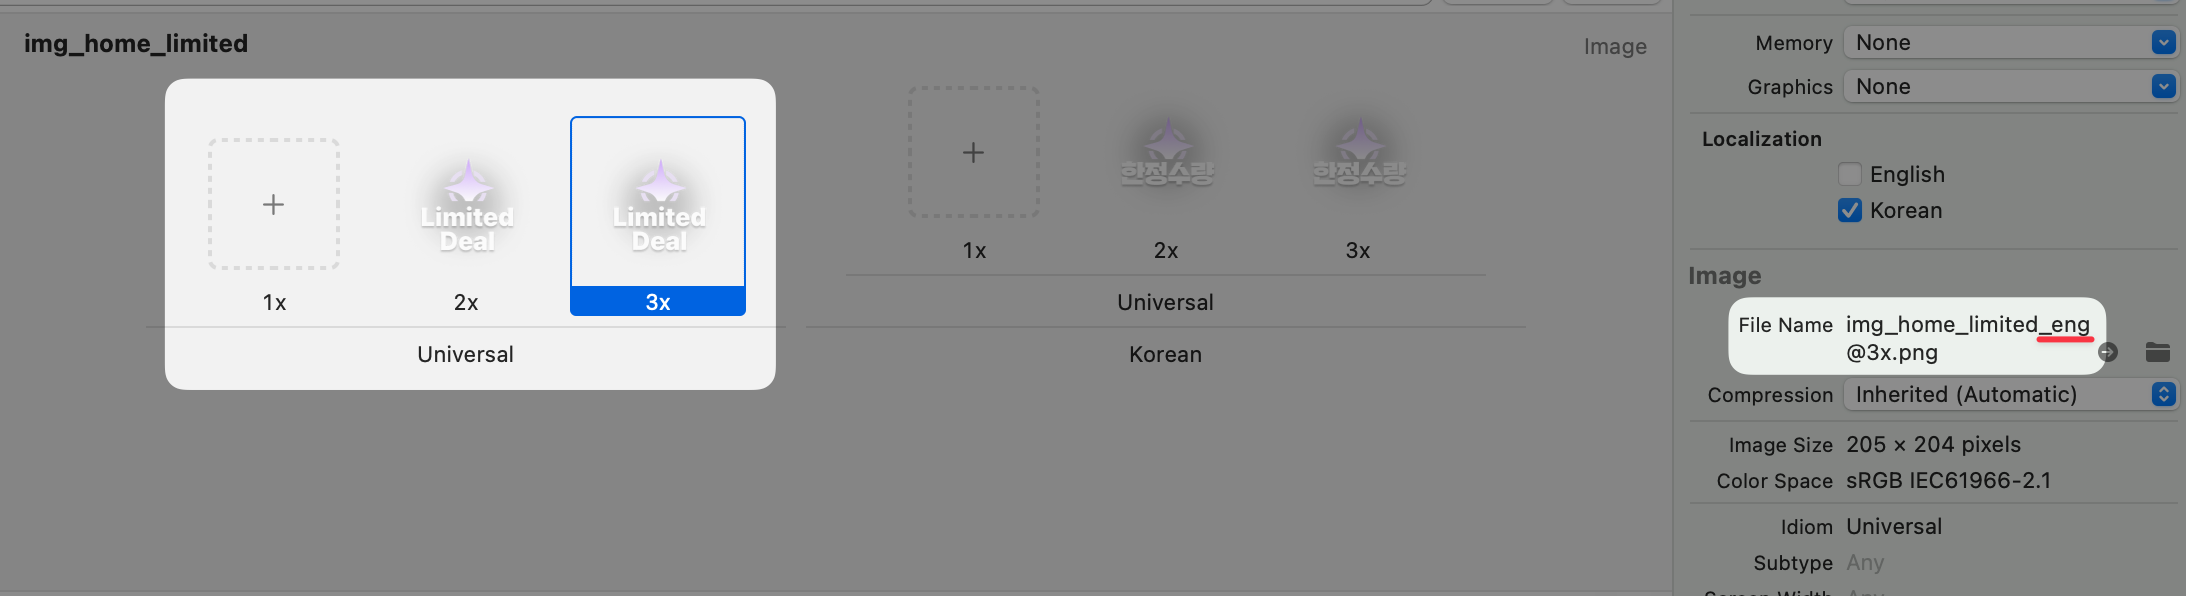 img_home_limited
Image
Limited
Deal
Limited
Deal
1x
2x
3x
Universal
한정수량
한정수량
1x
2x
3x
Universal
Korean
Memory
None
Graphics
None
Localization
English
Korean
Image
File Name
img_home_limited_eng
@3x.png
Compression
Inherited (Automatic)
Image Size
205 × 204 pixels
Color Space
sRGB IEC61966-2.1
Idiom
Universal
Subtype
Any